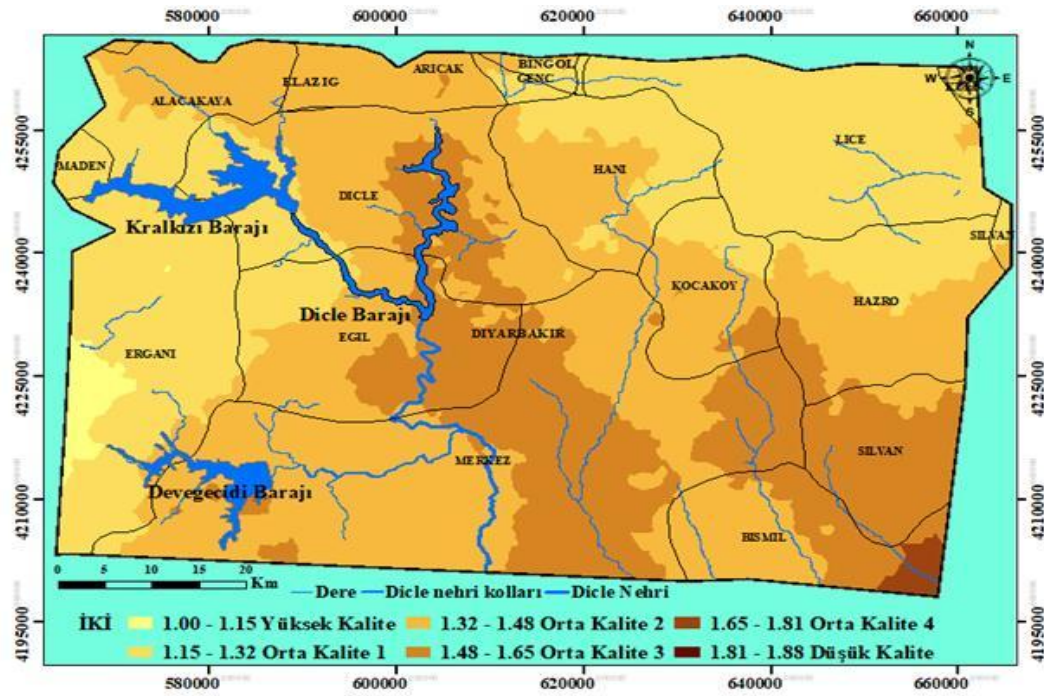 580000 600000 620000 640000 660000
N
W E
S
ARICAK BINGOL
ELAZIG GENC
ALACAKAYA
4255000 4255000
LICE
MADEN
HANI
DICLE
Kralkızı Barajı
SILVAN
4240000 4240000
KOCAKOY
HAZRO
Dicle Barajı
DIYARBAKIR
EGIL
ERGANI
4225000 4225000
SILVAN
MERKEZ
Devegecidi Barajı
4210000 4210000
BISMIL
0 5 10 20
Km
Dere Dicle nehri kolları Dicle Nehri
İKİ 1.00 - 1.15 Yüksek Kalite 1.32 - 1.48 Orta Kalite 2 1.65 - 1.81 Orta Kalite 4
1.15 - 1.32 Orta Kalite 1 1.48 - 1.65 Orta Kalite 3 1.81 - 1.88 Düşük Kalite
4195000 4195000
580000 600000 620000 640000 660000